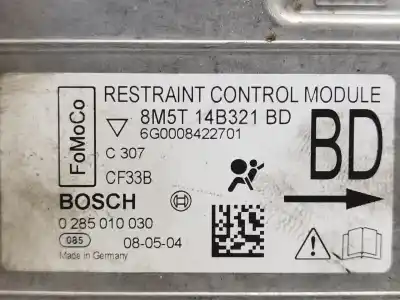 RESTRAINT CONTROL MODULE
FoMoCo
8M5T 14B321 BD
6G0008422701
BD
C 307
CF33B
BOSCH
0 285 010 030
085
08-05-04
Made in Germany